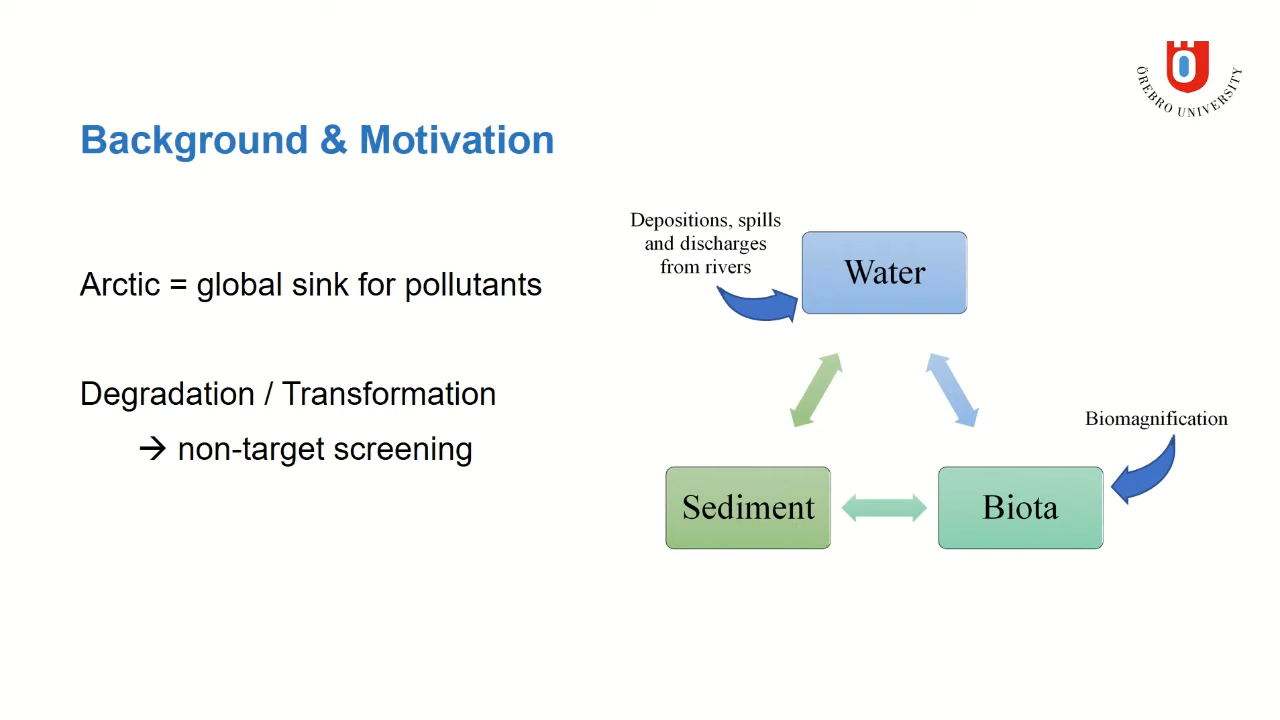 ÖREBRO UNIVERSITY
Background & Motivation
Arctic = global sink for pollutants
Degradation / Transformation
→ non-target screening
Depositions, spills
and discharges
from rivers
Water
Biomagnification
Sediment
Biota